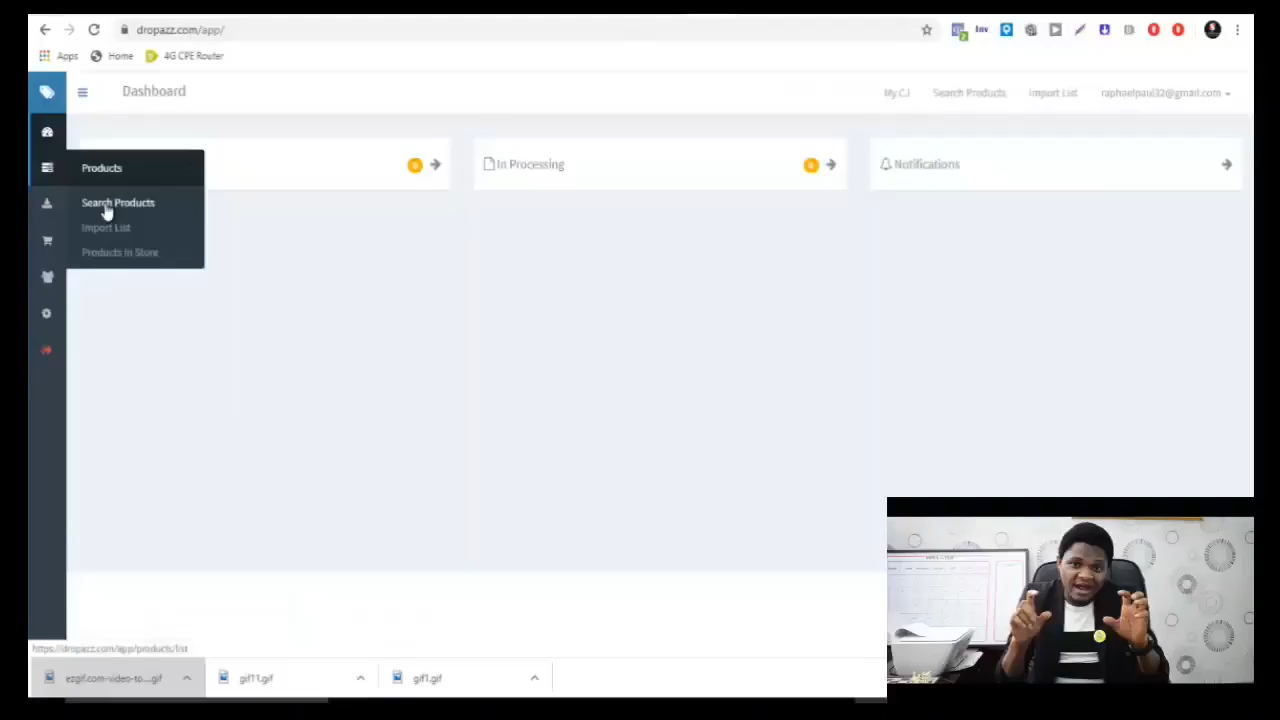 dropazz.com/app/
Inv
Apps
Home
4G CPE Router
Dashboard
My CJ
Search Products
Import List
raphaelpaul32@gmail.com
Products
Search Products
Import List
Products In Store
In Processing
Notifications
https://dropazz.com/app/products/list
ezgif.com-video-to....gif
gif11.gif
gif1.gif